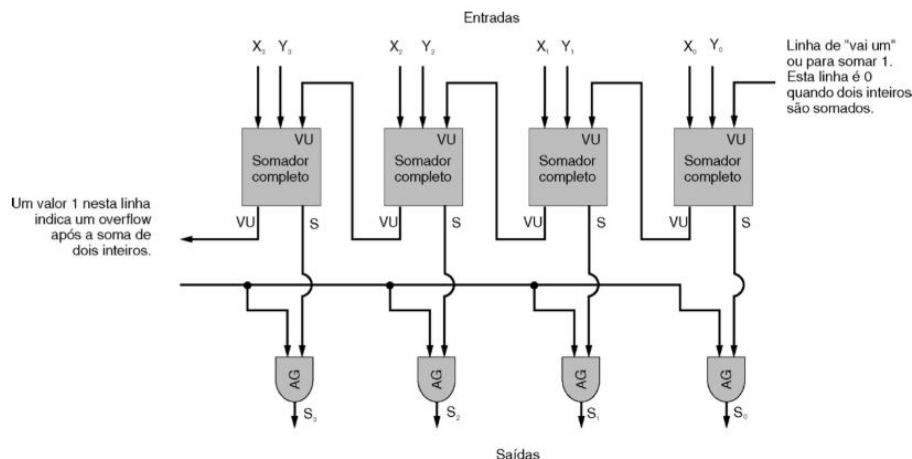 Entradas
X₃ Y₃ X₂ Y₂ X₁ Y₁ X₀ Y₀
Linha de "vai um"
ou para somar 1.
Esta linha é 0
quando dois inteiros
são somados.
VU VU VU VU
Somador
completo
Somador
completo
Somador
completo
Somador
completo
Um valor 1 nesta linha
indica um overflow
após a soma de
dois inteiros.
VU S VU S VU S VU S
AG AG AG AG
S₃ S₂ S₁ S₀
Saídas